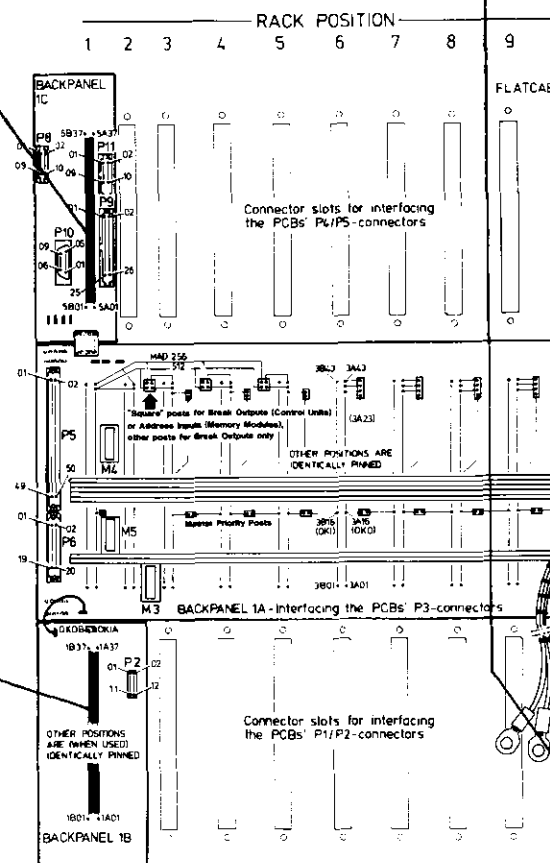 RACK POSITION
1 2 3 4 5 6 7 8 9
BACKPANEL
1C
FLATCAB
P8
5B37 5A37
01 02
P11
01 02
09 10
09 10
P9
01 02
Connector slots for interfacing
the PCBs' P4/P5-connectors
P10
09 05
06 01
25 26
5B01 5A01
MAD 256
512
01 02
3B43 3A43
"Square" posts for Break Outputs (Control Units)
or Address Inputs (Memory Modules),
other posts for Break Outputs only
(3A23)
P5
M4
OTHER POSITIONS ARE
IDENTICALLY PINNED
49 50
01 02
M5
Master Priority Posts
3B16 3A16
(OKI) (OKO)
P6
19 20
3B01 3A01
M3
BACKPANEL 1A - Interfacing the PCBs' P3-connectors
1B37 1A37
P2
01 02
11 12
OTHER POSITIONS
ARE (WHEN USED)
IDENTICALLY PINNED
Connector slots for interfacing
the PCBs' P1/P2-connectors
1B01 1A01
BACKPANEL 1B